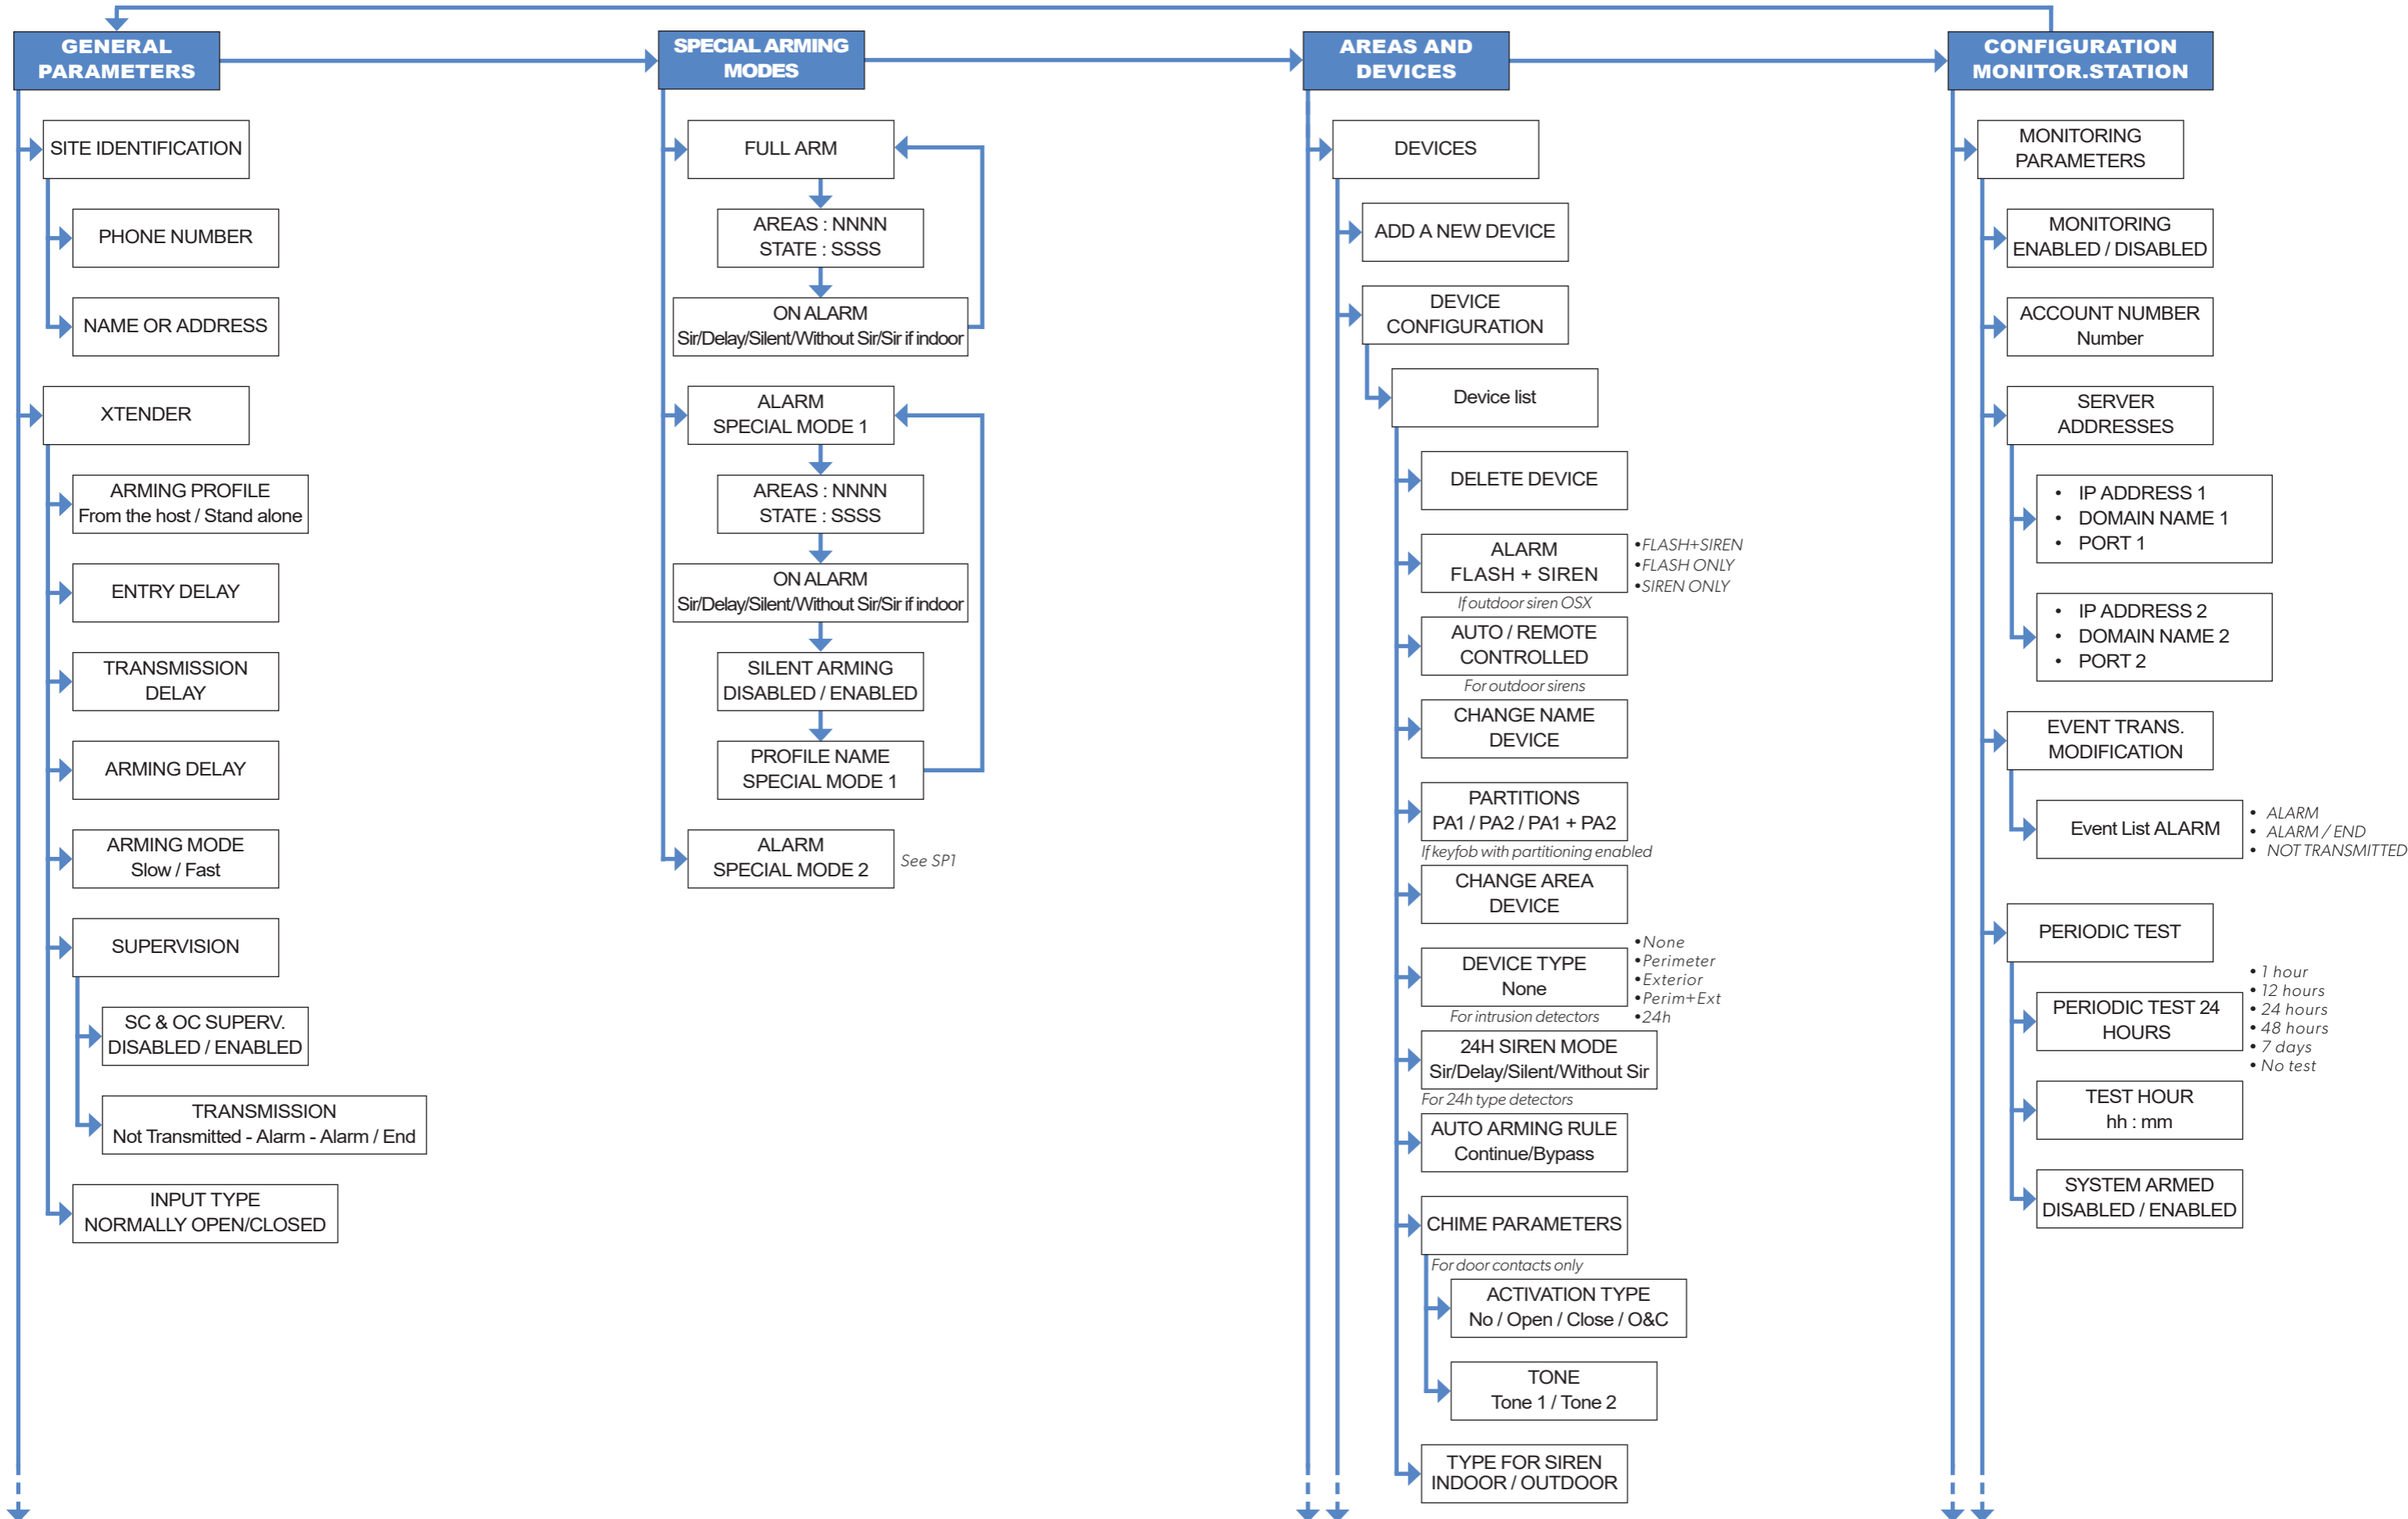 GENERAL
PARAMETERS
SITE IDENTIFICATION
PHONE NUMBER
NAME OR ADDRESS
XTENDER
ARMING PROFILE
From the host / Stand alone
ENTRY DELAY
TRANSMISSION
DELAY
ARMING DELAY
ARMING MODE
Slow / Fast
SUPERVISION
SC & OC SUPERV.
DISABLED / ENABLED
TRANSMISSION
Not Transmitted - Alarm - Alarm / End
INPUT TYPE
NORMALLY OPEN/CLOSED
SPECIAL ARMING
MODES
FULL ARM
AREAS : NNNN
STATE : SSSS
ON ALARM
Sir/Delay/Silent/Without Sir/Sir if indoor
ALARM
SPECIAL MODE 1
AREAS : NNNN
STATE : SSSS
ON ALARM
Sir/Delay/Silent/Without Sir/Sir if indoor
SILENT ARMING
DISABLED / ENABLED
PROFILE NAME
SPECIAL MODE 1
ALARM
SPECIAL MODE 2
See SP1
AREAS AND
DEVICES
DEVICES
ADD A NEW DEVICE
DEVICE
CONFIGURATION
Device list
DELETE DEVICE
ALARM
FLASH + SIREN
•FLASH+SIREN
•FLASH ONLY
•SIREN ONLY
If outdoor siren OSX
AUTO / REMOTE
CONTROLLED
For outdoor sirens
CHANGE NAME
DEVICE
PARTITIONS
PA1 / PA2 / PA1 + PA2
If keyfob with partitioning enabled
CHANGE AREA
DEVICE
DEVICE TYPE
None
•None
•Perimeter
•Exterior
•Perim+Ext
•24h
For intrusion detectors
24H SIREN MODE
Sir/Delay/Silent/Without Sir
For 24h type detectors
AUTO ARMING RULE
Continue/Bypass
CHIME PARAMETERS
For door contacts only
ACTIVATION TYPE
No / Open / Close / O&C
TONE
Tone 1 / Tone 2
TYPE FOR SIREN
INDOOR / OUTDOOR
CONFIGURATION
MONITOR.STATION
MONITORING
PARAMETERS
MONITORING
ENABLED / DISABLED
ACCOUNT NUMBER
Number
SERVER
ADDRESSES
• IP ADDRESS 1
• DOMAIN NAME 1
• PORT 1
• IP ADDRESS 2
• DOMAIN NAME 2
• PORT 2
EVENT TRANS.
MODIFICATION
Event List ALARM
• ALARM
• ALARM / END
• NOT TRANSMITTED
PERIODIC TEST
PERIODIC TEST 24
HOURS
• 1 hour
• 12 hours
• 24 hours
• 48 hours
• 7 days
• No test
TEST HOUR
hh : mm
SYSTEM ARMED
DISABLED / ENABLED